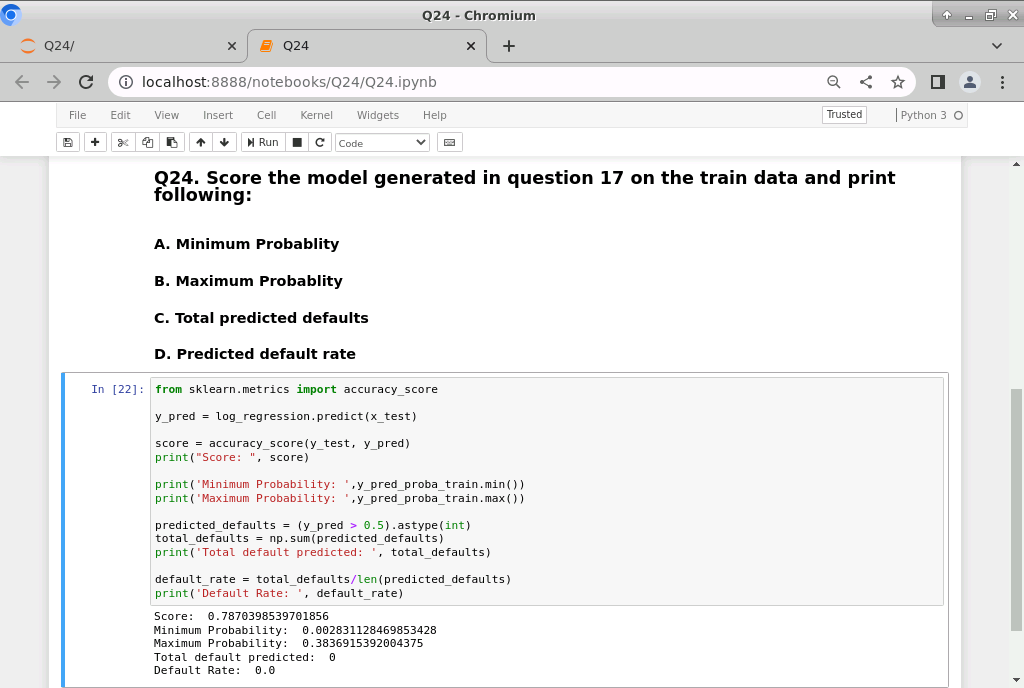 Q24 - Chromium
Q24/
Q24
localhost:8888/notebooks/Q24/Q24.ipynb
File Edit View Insert Cell Kernel Widgets Help Trusted Python 3
Run Code
Q24. Score the model generated in question 17 on the train data and print
following:
A. Minimum Probablity
B. Maximum Probablity
C. Total predicted defaults
D. Predicted default rate
In [22]:
from sklearn.metrics import accuracy_score
y_pred = log_regression.predict(x_test)
score = accuracy_score(y_test, y_pred)
print("Score: ", score)
print('Minimum Probability: ',y_pred_proba_train.min())
print('Maximum Probability: ',y_pred_proba_train.max())
predicted_defaults = (y_pred > 0.5).astype(int)
total_defaults = np.sum(predicted_defaults)
print('Total default predicted: ', total_defaults)
default_rate = total_defaults/len(predicted_defaults)
print('Default Rate: ', default_rate)
Score:  0.7870398539701856
Minimum Probability:  0.002831128469853428
Maximum Probability:  0.3836915392004375
Total default predicted:  0
Default Rate:  0.0